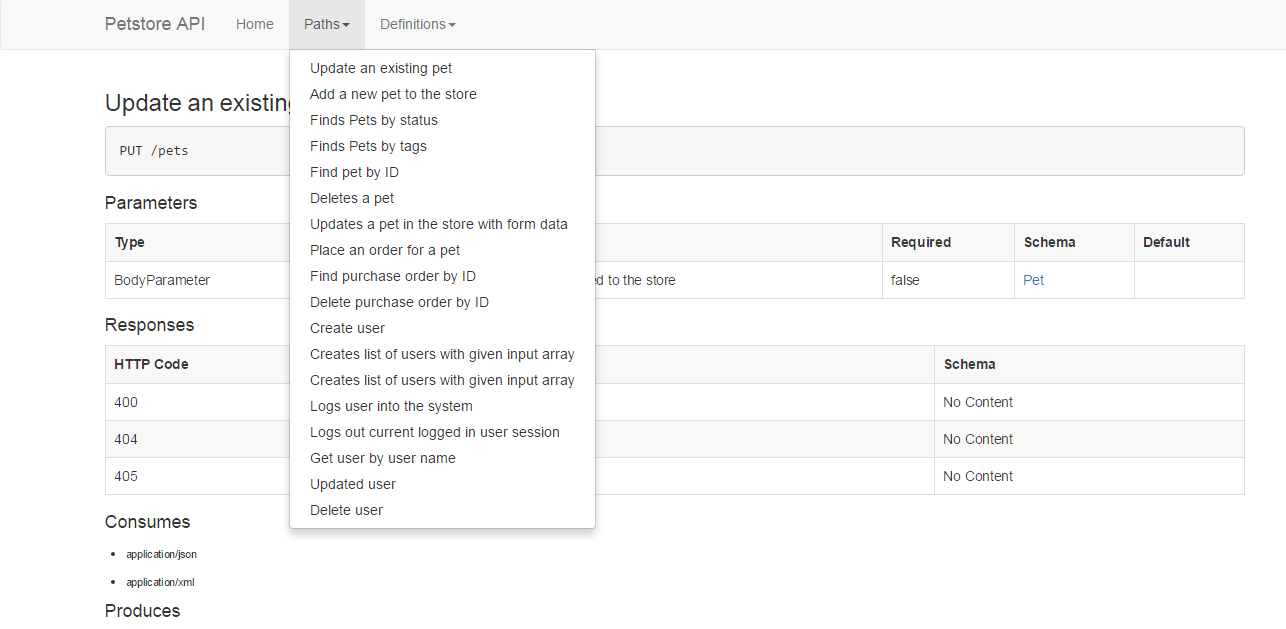 Petstore API Home Paths Definitions
Update an existing pet
Add a new pet to the store
Finds Pets by status
Finds Pets by tags
Find pet by ID
Deletes a pet
Updates a pet in the store with form data
Place an order for a pet
Find purchase order by ID
Delete purchase order by ID
Create user
Creates list of users with given input array
Creates list of users with given input array
Logs user into the system
Logs out current logged in user session
Get user by user name
Updated user
Delete user
Update an existing
PUT /pets
Parameters
Type Required Schema Default
BodyParameter to the store false Pet
Responses
HTTP Code Schema
400 No Content
404 No Content
405 No Content
Consumes
application/json
application/xml
Produces